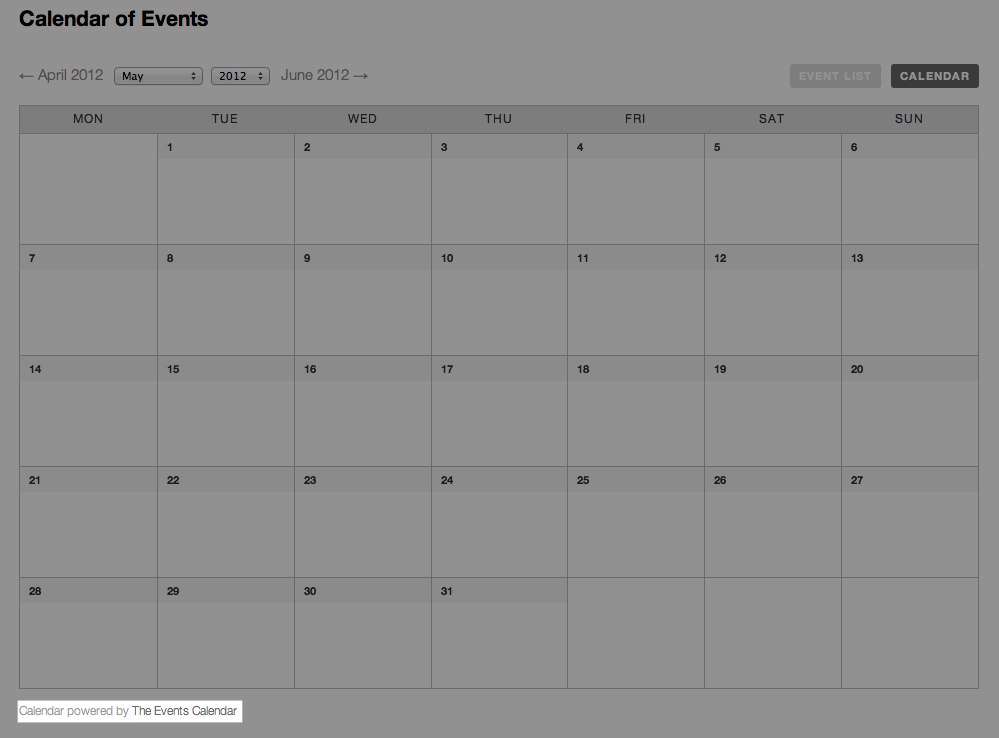 Calendar of Events
← April 2012 May 2012 June 2012 → EVENT LIST CALENDAR
MON TUE WED THU FRI SAT SUN
1 2 3 4 5 6
7 8 9 10 11 12 13
14 15 16 17 18 19 20
21 22 23 24 25 26 27
28 29 30 31
Calendar powered by The Events Calendar